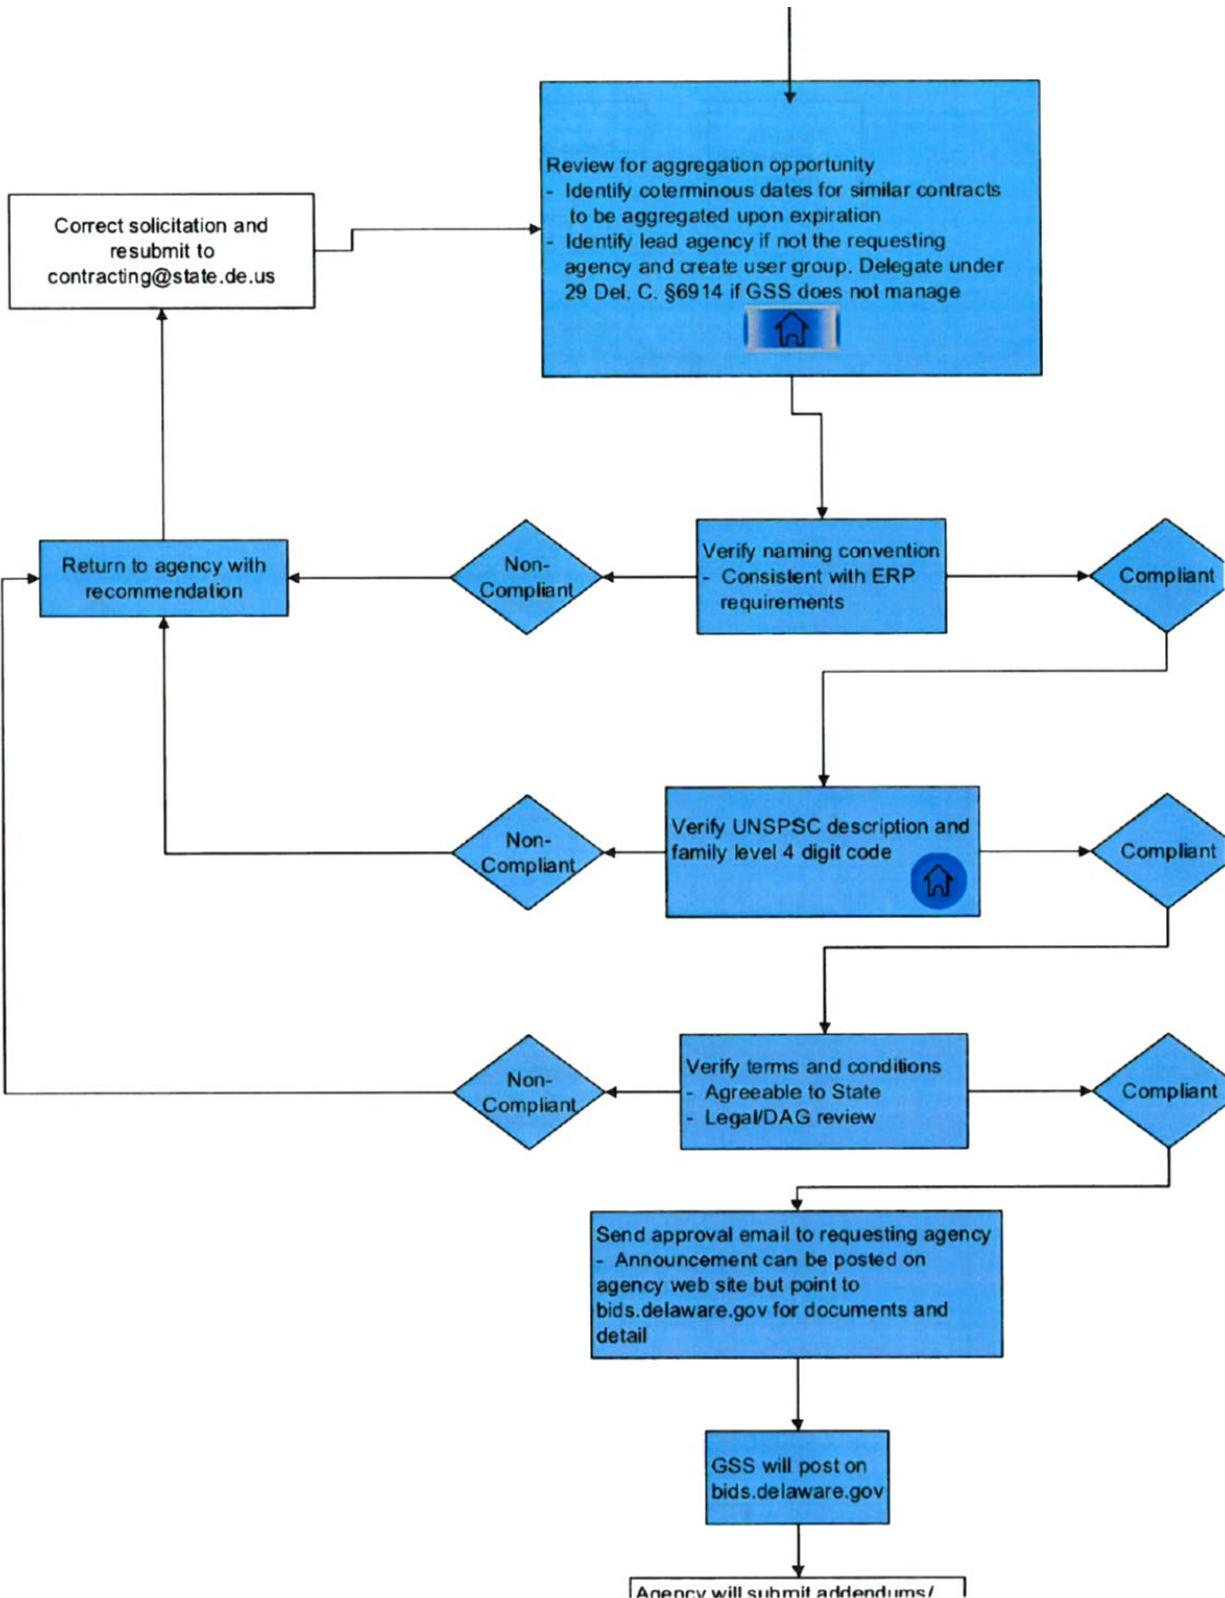 Review for aggregation opportunity
- Identify coterminous dates for similar contracts
to be aggregated upon expiration
- Identify lead agency if not the requesting
agency and create user group. Delegate under
29 Del. C. §6914 if GSS does not manage
Correct solicitation and
resubmit to
contracting@state.de.us
Return to agency with
recommendation
Non-
Compliant
Verify naming convention
- Consistent with ERP
requirements
Compliant
Non-
Compliant
Verify UNSPSC description and
family level 4 digit code
Compliant
Non-
Compliant
Verify terms and conditions
- Agreeable to State
- Legal/DAG review
Compliant
Send approval email to requesting agency
- Announcement can be posted on
agency web site but point to
bids.delaware.gov for documents and
detail
GSS will post on
bids.delaware.gov
Agency will submit addendums/